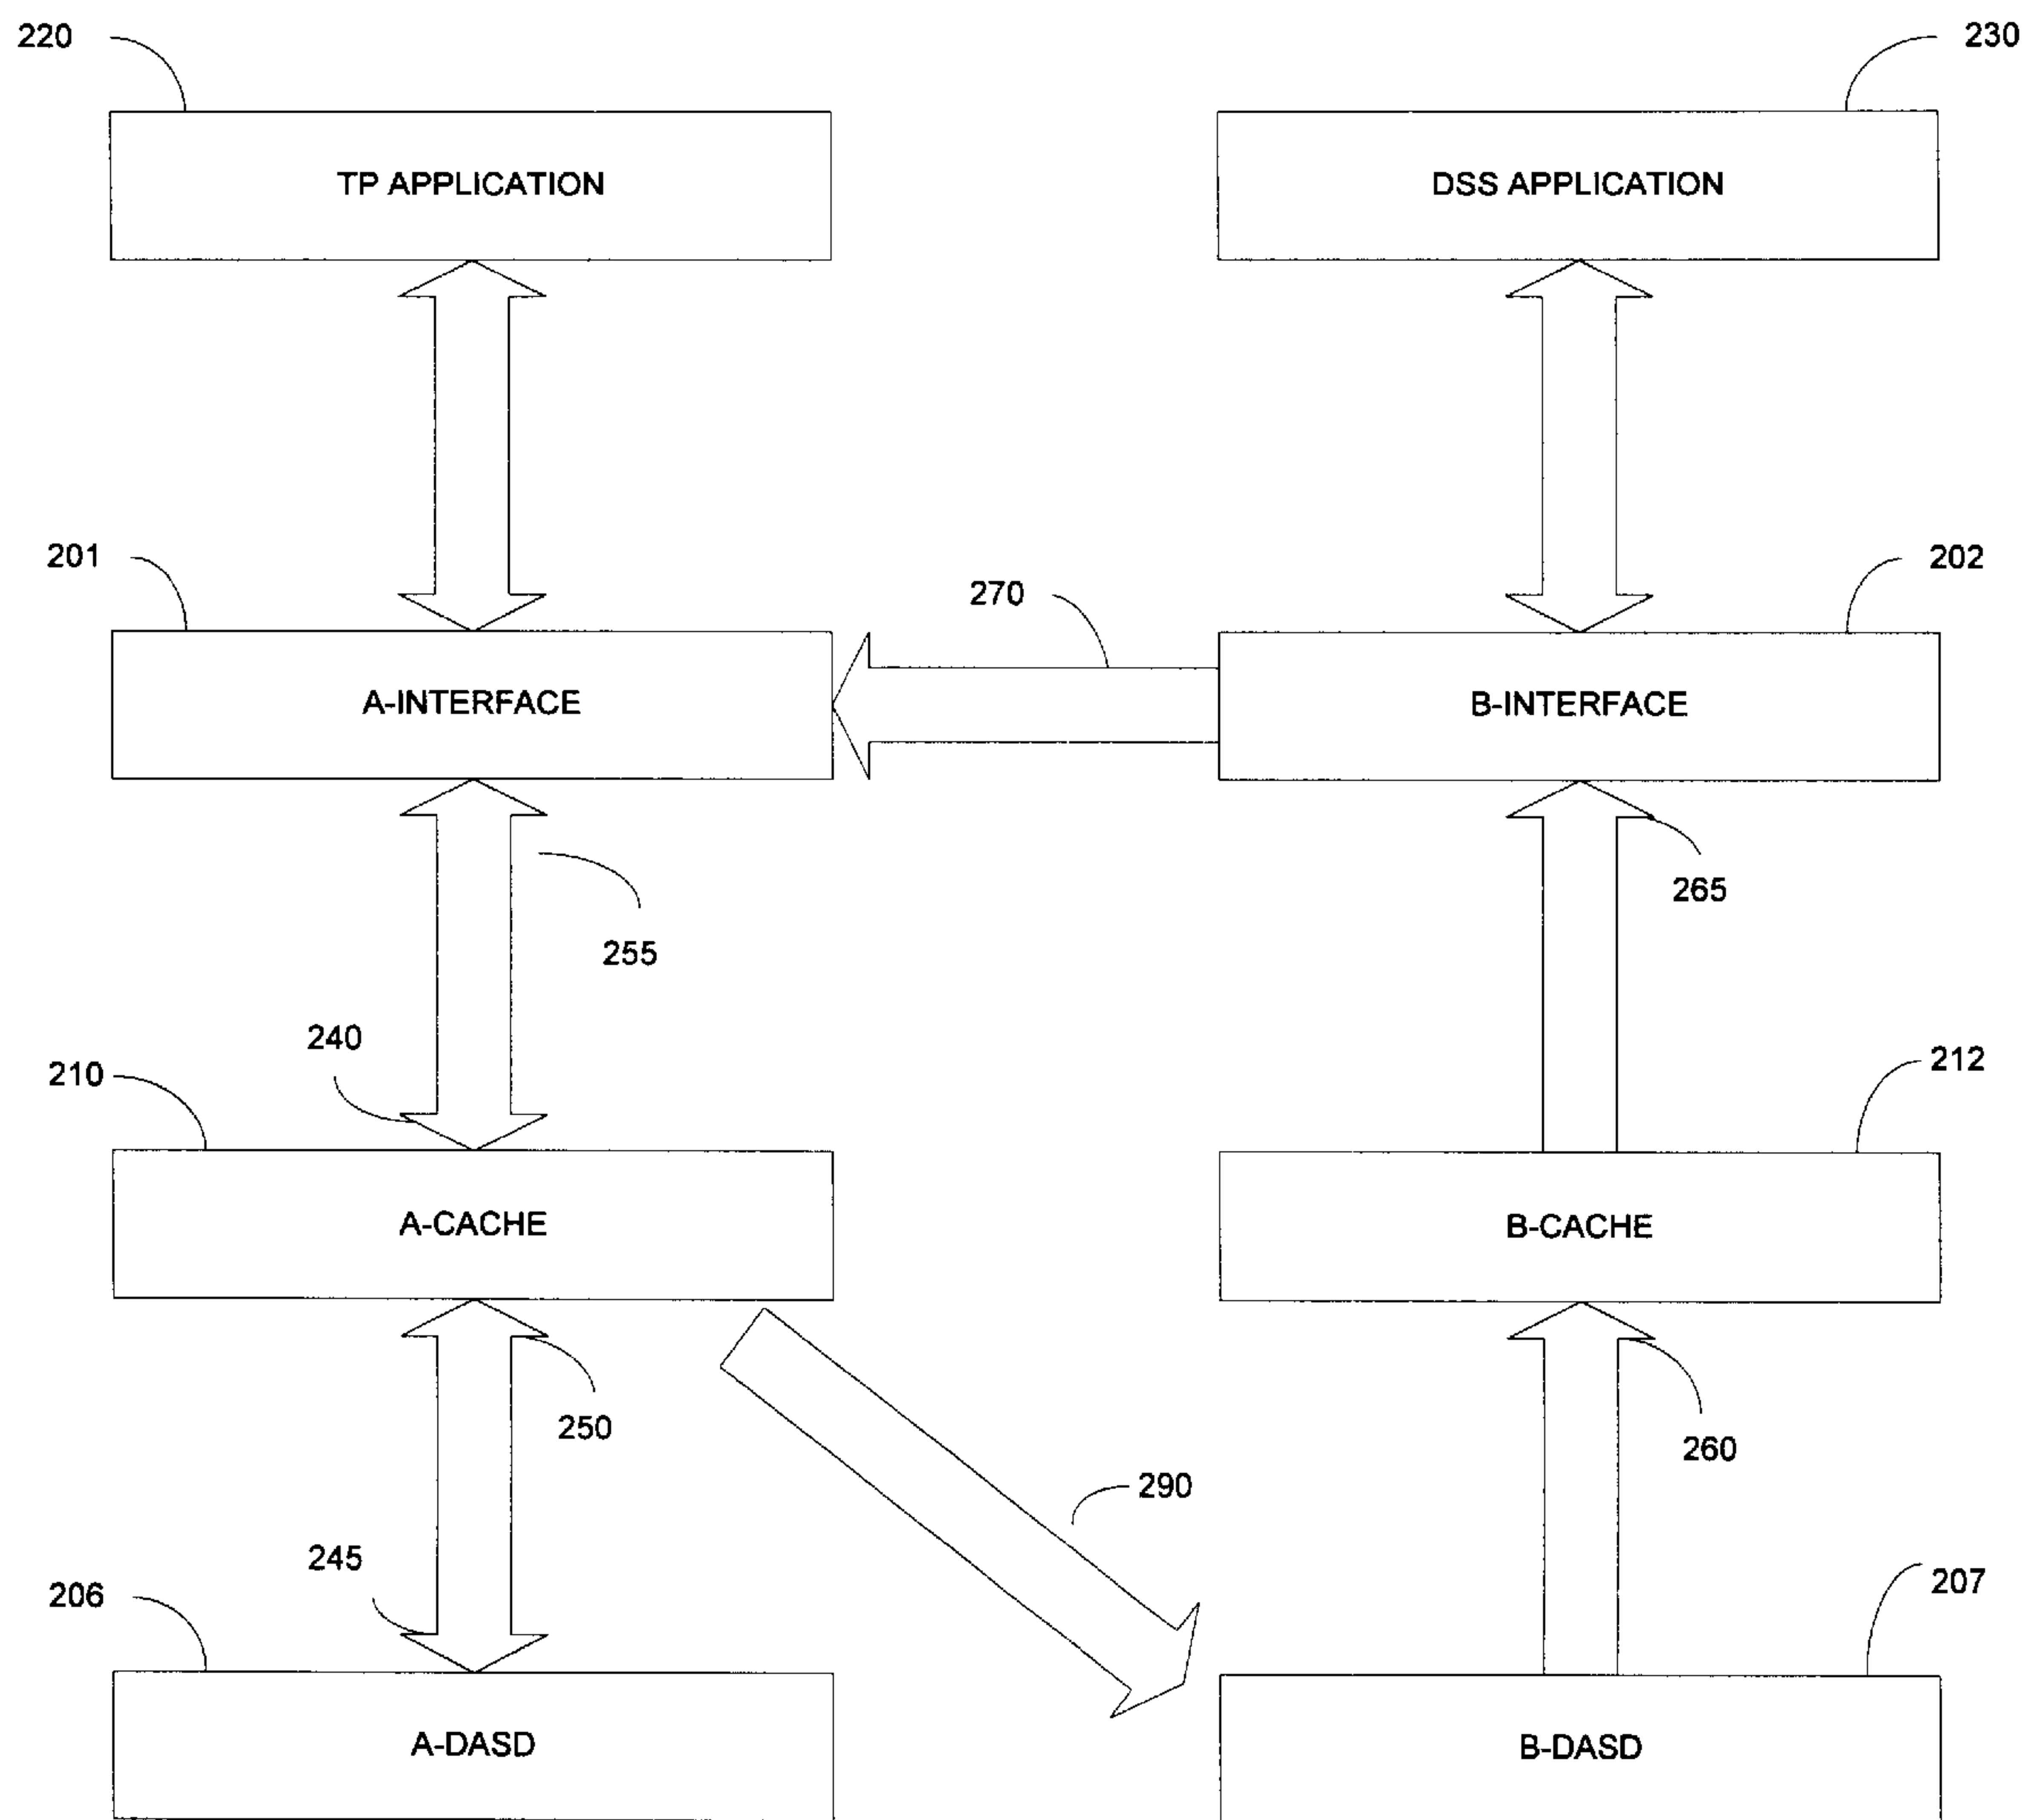 220
230
TP APPLICATION
DSS APPLICATION
201
270
202
A-INTERFACE
B-INTERFACE
265
255
240
210
212
A-CACHE
B-CACHE
250
260
290
245
206
207
A-DASD
B-DASD